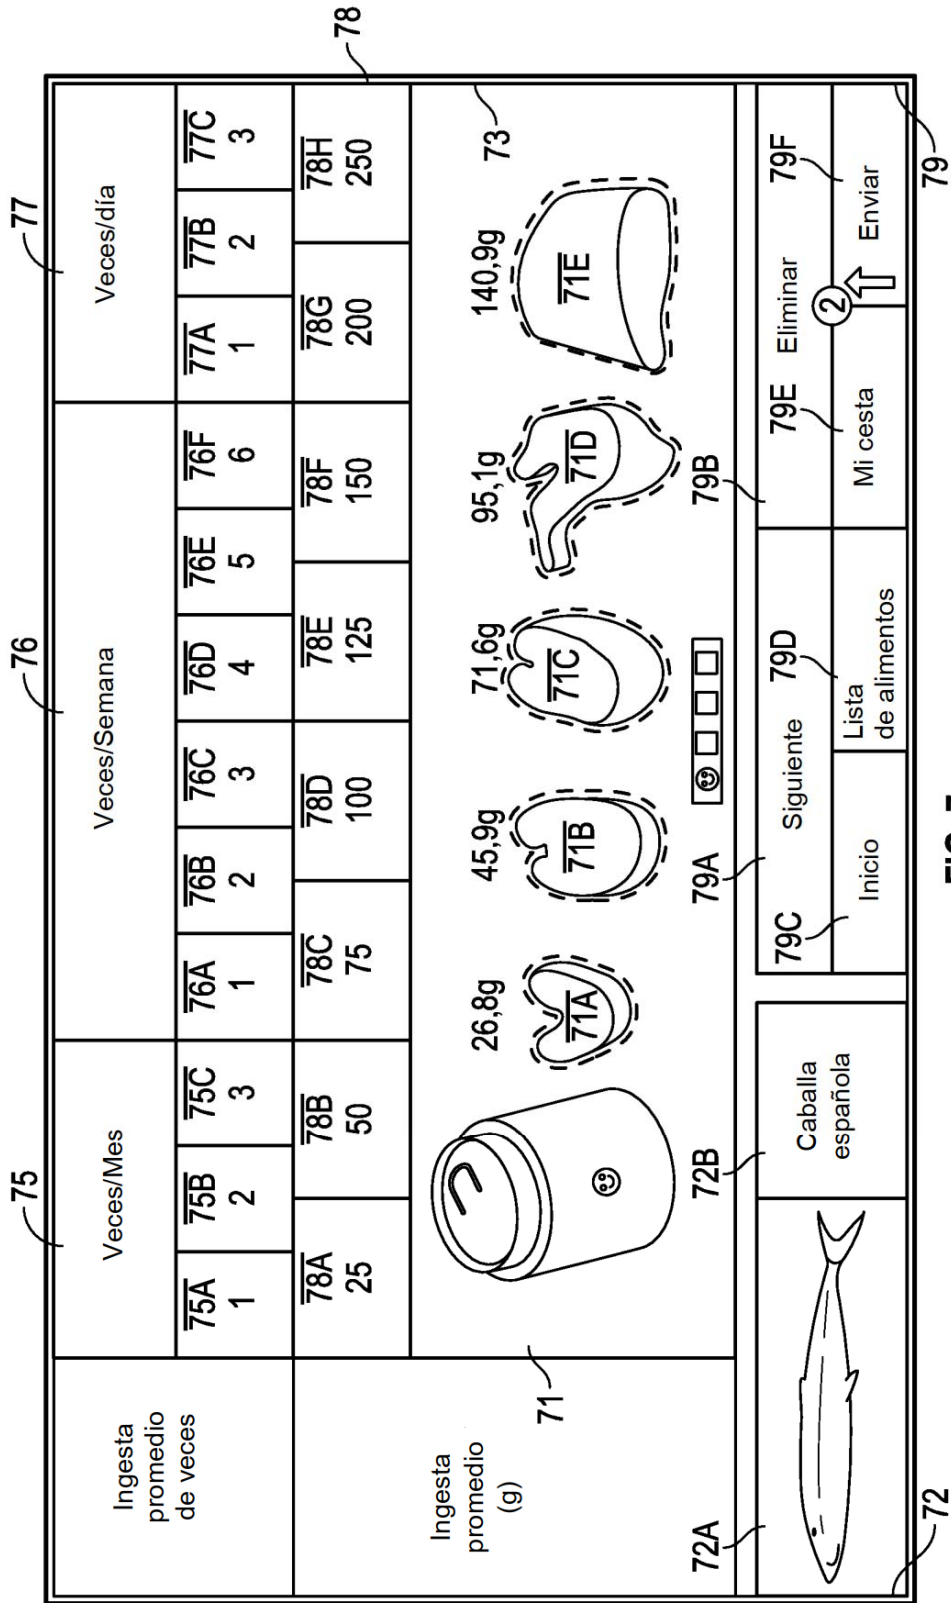 75
76
77
Ingesta
promedio
de veces
Veces/Mes
Veces/Semana
Veces/día
75A
1
75B
2
75C
3
76A
1
76B
2
76C
3
76D
4
76E
5
76F
6
77A
1
77B
2
77C
3
78
Ingesta
promedio
(g)
78A
25
78B
50
78C
75
78D
100
78E
125
78F
150
78G
200
78H
250
73
71
26,8g
71A
45,9g
71B
71,6g
71C
95,1g
71D
140,9g
71E
72A
72B
79A
79B
Caballa
española
79C
Siguiente
79D
79E
Eliminar
79F
Inicio
Lista
de alimentos
Mi cesta
2
Enviar
72
79